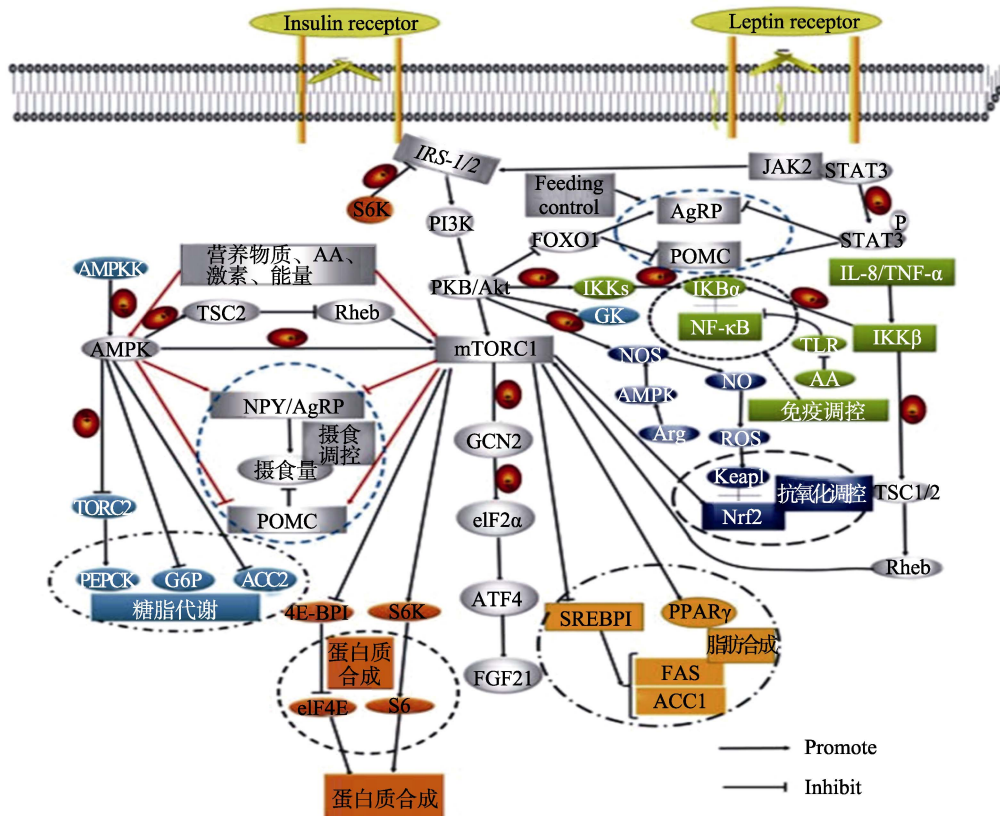 Insulin receptor
Leptin receptor
IRS-1/2
JAK2
STAT3
S6K
Feeding
control
AgRP
P
PI3K
FOXO1
STAT3
POMC
营养物质、AA、
激素、能量
AMPKK
IL-8/TNF-α
PKB/Akt
IKKs
IKBα
TSC2
Rheb
GK
NF-κB
IKKβ
AMPK
mTORC1
NOS
TLR
NO
AA
NPY/AgRP
AMPK
免疫调控
摄食
调控
GCN2
Arg
ROS
摄食量
Keapl
抗氧化调控
TSC1/2
TORC2
POMC
elF2α
Nrf2
Rheb
PEPCK
G6P
ACC2
糖脂代谢
4E-BPI
S6K
ATF4
SREBPI
PPARγ
脂肪合成
蛋白质
合成
FGF21
FAS
ACC1
elF4E
S6
Promote
Inhibit
蛋白质合成